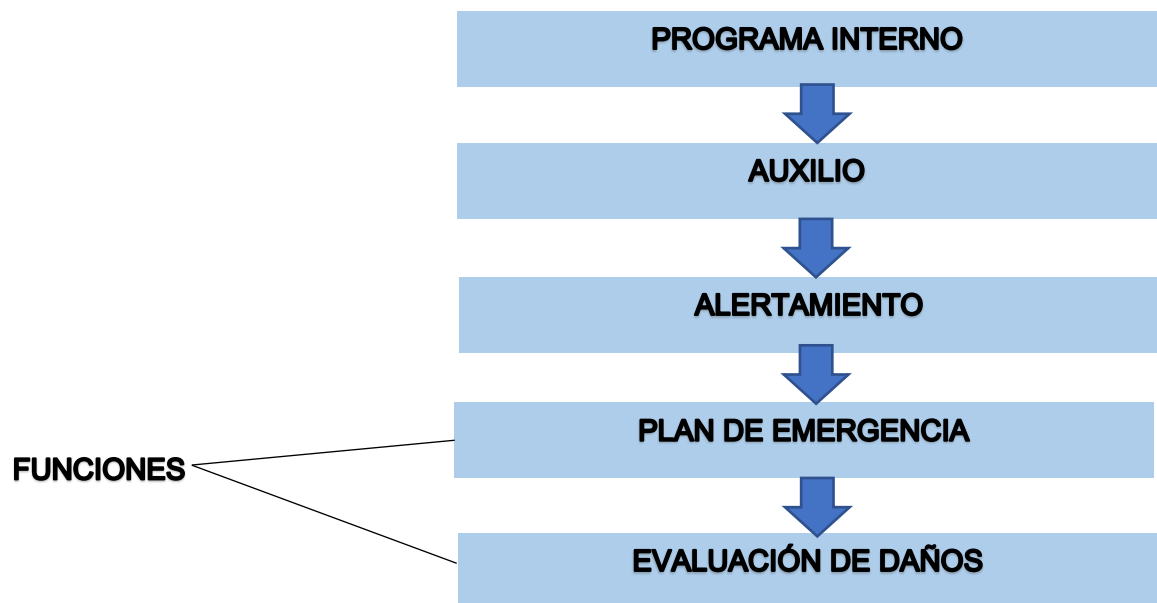 PROGRAMA INTERNO
AUXILIO
ALERTAMIENTO
PLAN DE EMERGENCIA
FUNCIONES
EVALUACIÓN DE DAÑOS